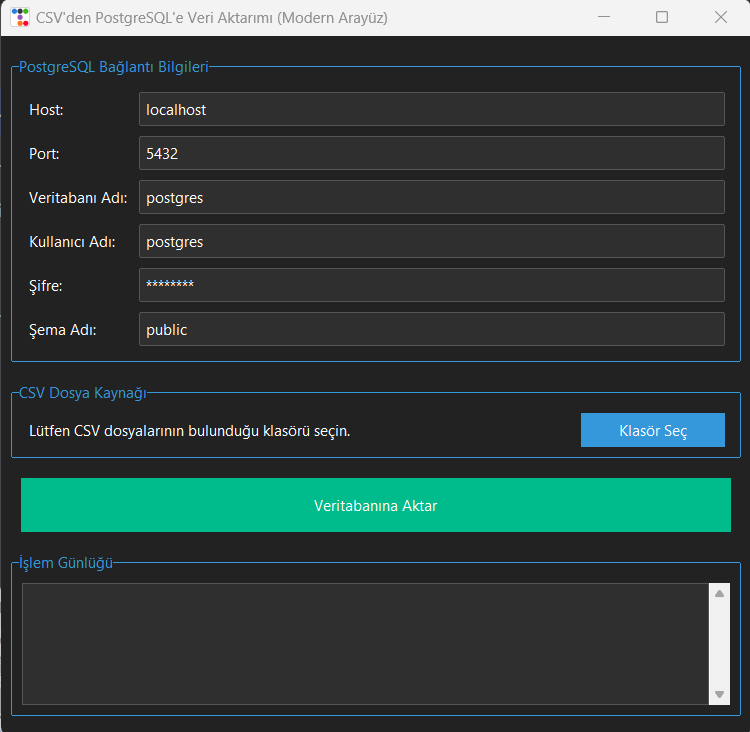 CSV'den PostgreSQL'e Veri Aktarımı (Modern Arayüz)
PostgreSQL Bağlantı Bilgileri
Host: localhost
Port: 5432
Veritabanı Adı: postgres
Kullanıcı Adı: postgres
Şifre: ********
Şema Adı: public
CSV Dosya Kaynağı
Lütfen CSV dosyalarının bulunduğu klasörü seçin. Klasör Seç
Veritabanına Aktar
İşlem Günlüğü